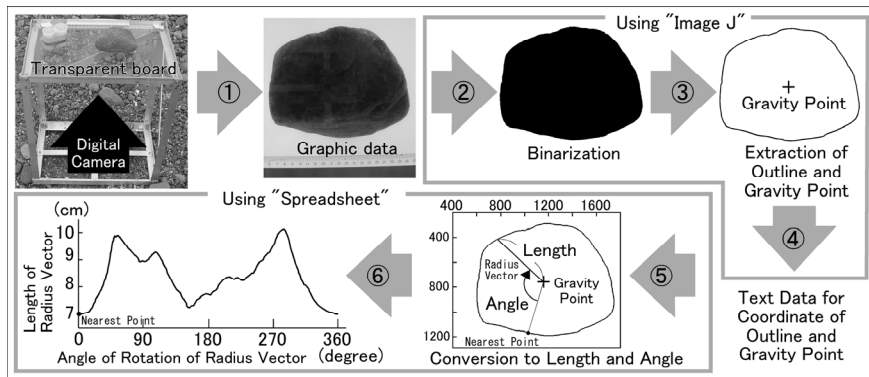 Using "Image J"
Transparent board
Digital
Camera
①
Graphic data
②
Binarization
③
Gravity Point
Extraction of
Outline and
Gravity Point
④
Text Data for
Coordinate of
Outline and
Gravity Point
⑤
400 800 1200 1600
400
800
1200
Length
Radius
Vector
Gravity
Point
Angle
Nearest Point
Conversion to Length and Angle
⑥
Using "Spreadsheet"
(cm)
10
9
8
7
Length of
Radius Vector
Nearest Point
0 90 180 270 360
Angle of Rotation of Radius Vector (degree)